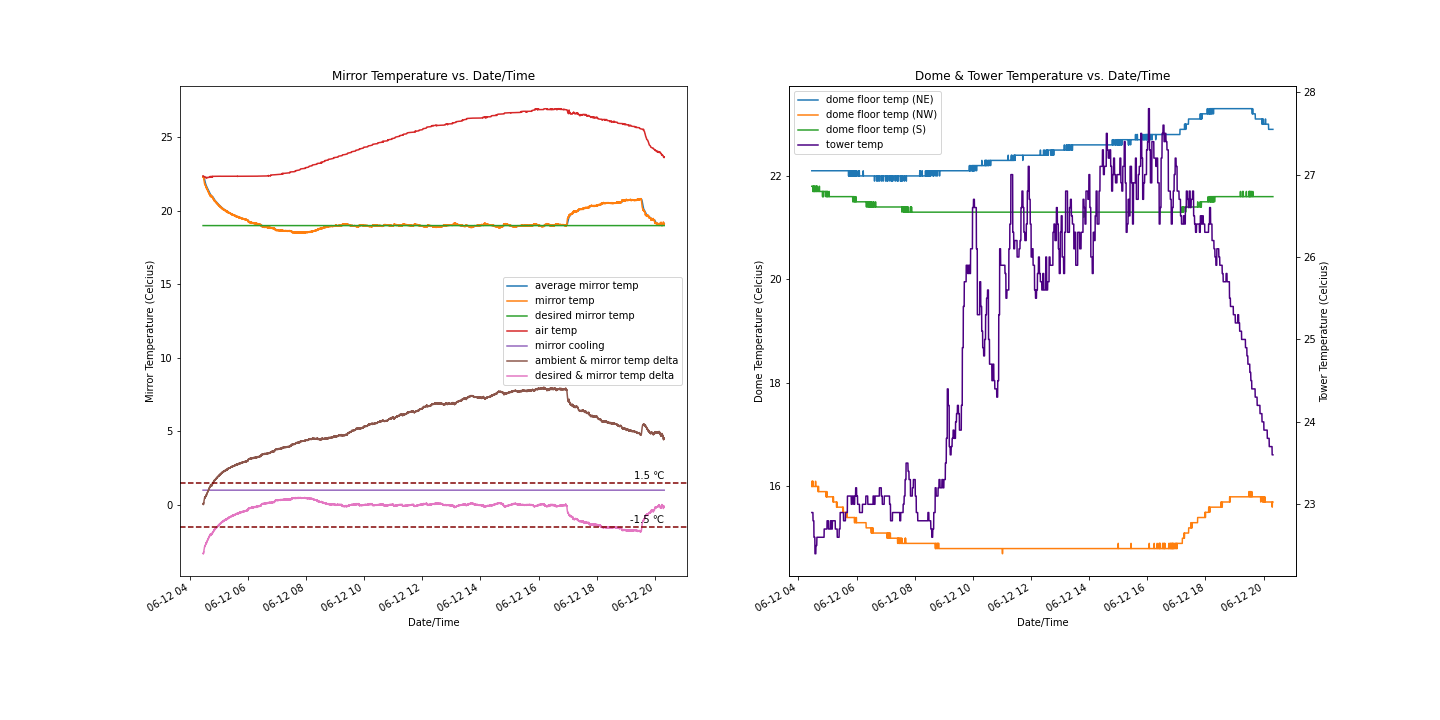 Mirror Temperature vs. Date/Time
Mirror Temperature (Celcius)
25
20
15
10
5
0
average mirror temp
mirror temp
desired mirror temp
air temp
mirror cooling
ambient & mirror temp delta
desired & mirror temp delta
1.5 °C
-1.5 °C
06-12 04
06-12 06
06-12 08
06-12 10
06-12 12
06-12 14
06-12 16
06-12 18
06-12 20
Date/Time
Dome & Tower Temperature vs. Date/Time
Dome Temperature (Celcius)
22
20
18
16
dome floor temp (NE)
dome floor temp (NW)
dome floor temp (S)
tower temp
28
27
26
25
24
23
Tower Temperature (Celcius)
06-12 04
06-12 06
06-12 08
06-12 10
06-12 12
06-12 14
06-12 16
06-12 18
06-12 20
Date/Time